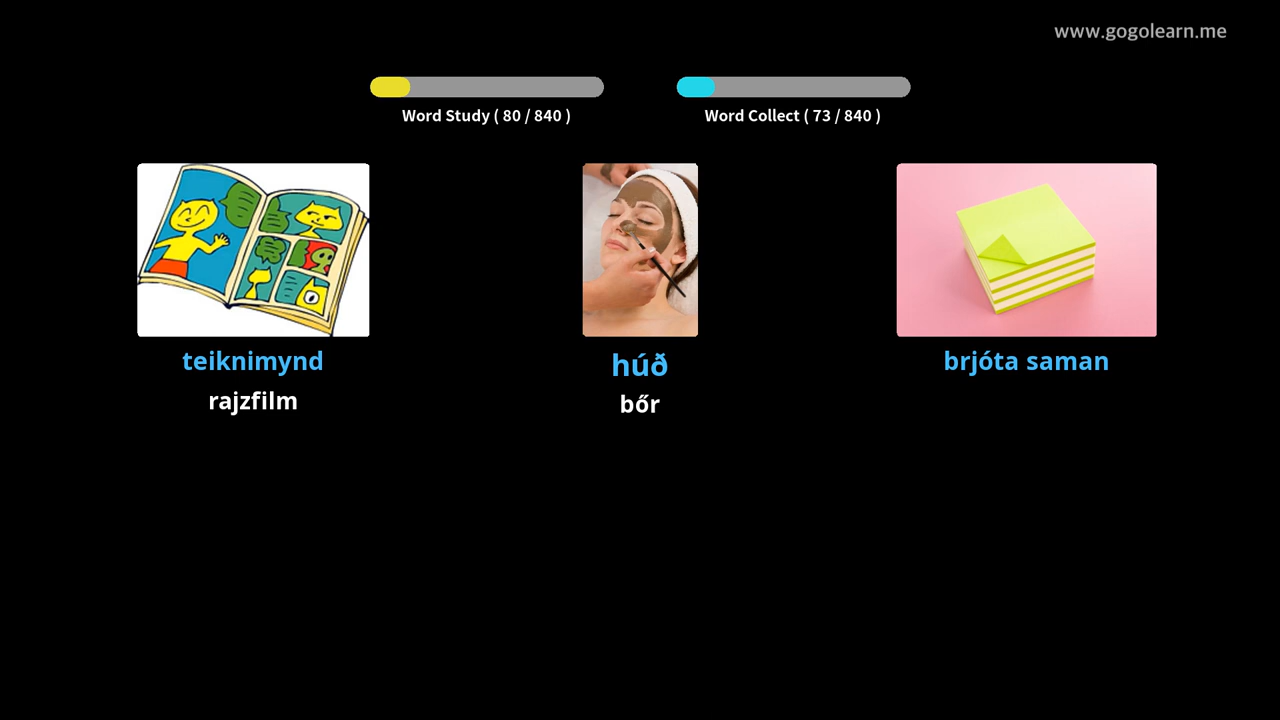 www.gogolearn.me
Word Study ( 80 / 840 )
Word Collect ( 73 / 840 )
teiknimynd
rajzfilm
húð
bőr
brjóta saman